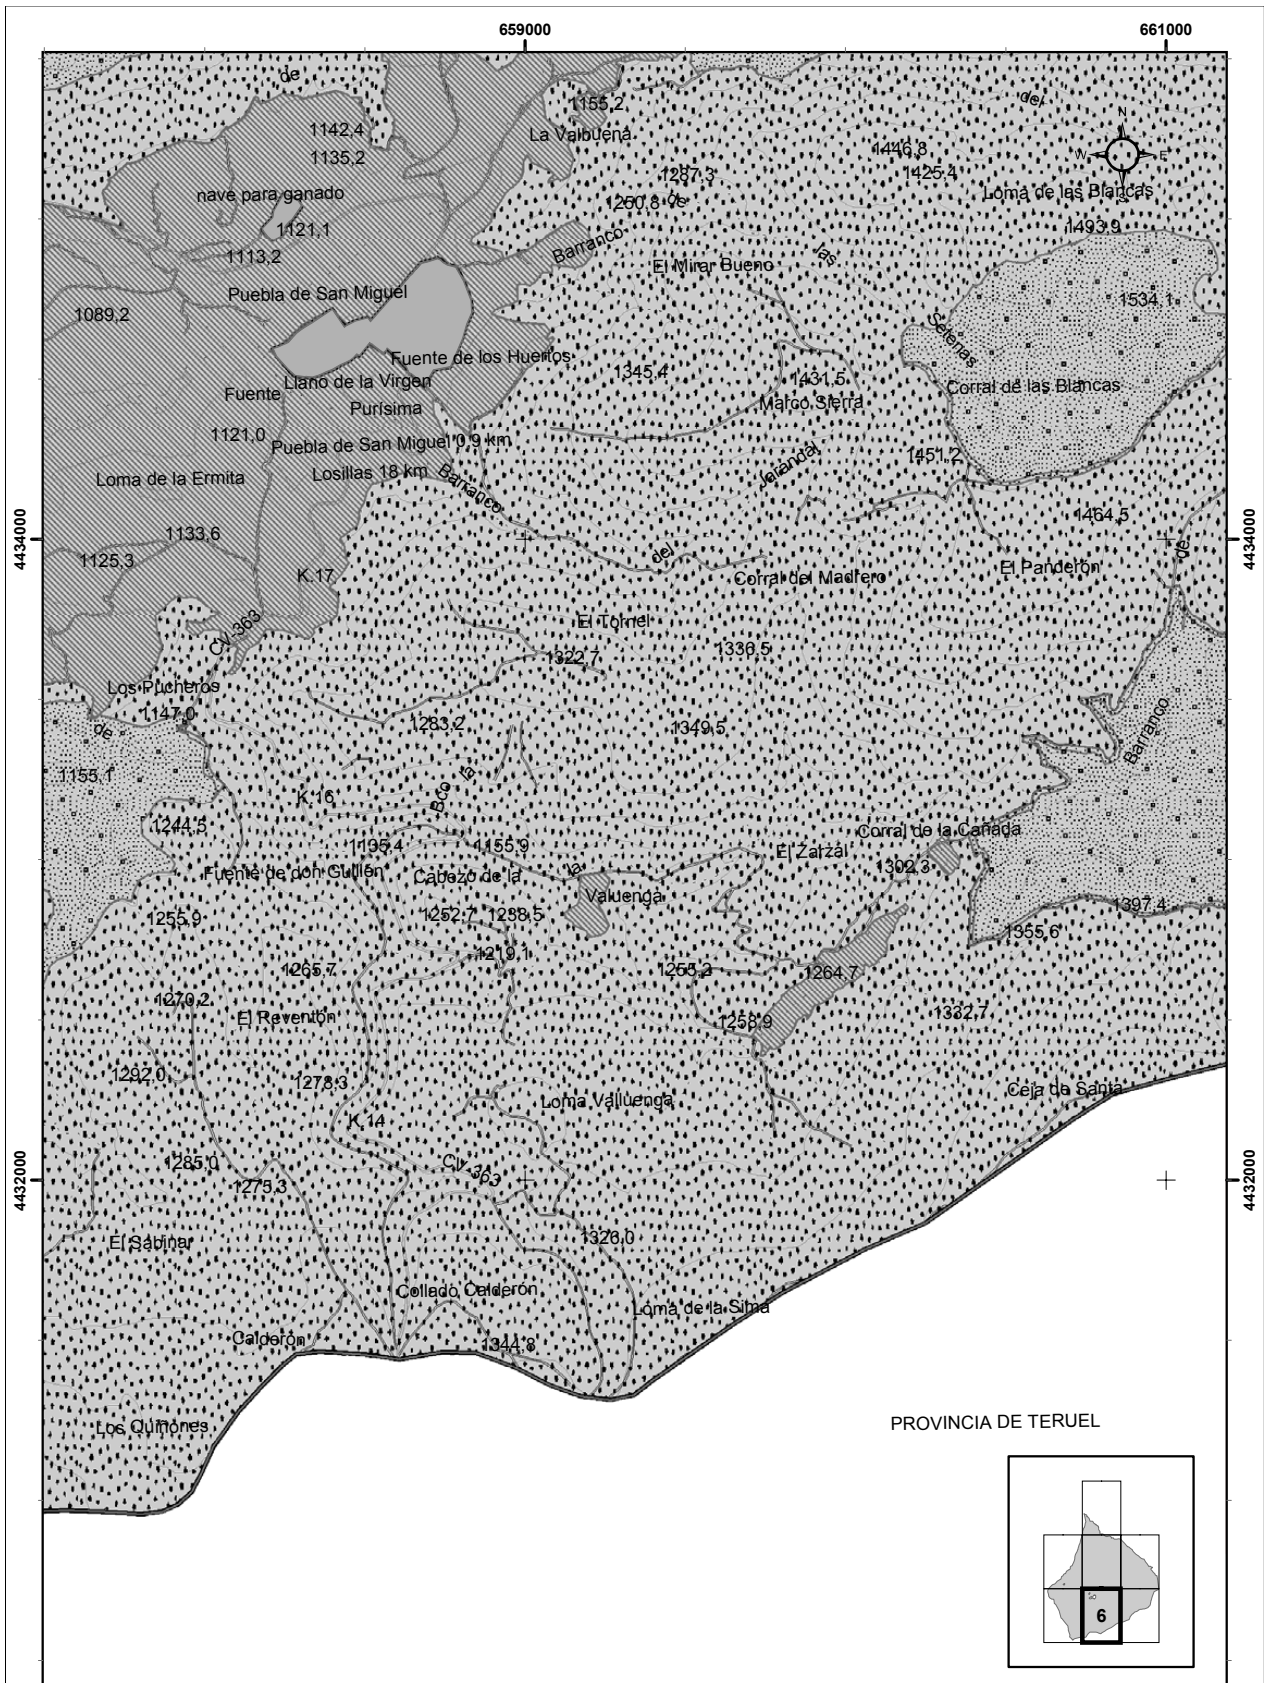 659000
661000
de
del
1155,2
La Valbuena
1142,4
1135,2
N
W
E
S
1446,8
1425,4
1287,3
Loma de las Blancas
nave para ganado
1250,8
de
1493,9
1121,1
Barranco
las
1113,2
El Mirar Bueno
Puebla de San Miguel
1534,1
1089,2
Setenas
Fuente de los Huertos
1345,4
1431,5
Llano de la Virgen
Corral de las Blancas
Fuente
Purísima
Marco Sierra
1121,0
Puebla de San Miguel 0,9 km
1451,2
Losillas 18 km
Jarandal
Loma de la Ermita
Barranco
1464,5
4434000
4434000
1133,6
del
de
1125,3
K.17
Corral del Madrero
El Panderón
El Tornel
CV-363
1336,5
1322,7
Los Pucheros
1147,0
1283,2
1349,5
de
Barranco
1155,1
la
Bco
K.16
1244,5
Corral de la Cañada
1135,4
1155,9
El Zarzal
la
1302,3
Fuente de don Guillén
Cabezo de la
Valuenga
1397,4
1255,9
1252,7
1238,5
1355,6
1219,1
1265,7
1255,2
1264,7
1270,2
El Reventón
1258,9
1332,7
1292,0
1278,3
Ceja de Santa
Loma Valluenga
K.14
1285,0
CV-363
4432000
4432000
1275,3
El Sabinar
1326,0
Collado Calderón
Loma de la Sima
Calderón
1344,8
Los Quiñones
PROVINCIA DE TERUEL
6